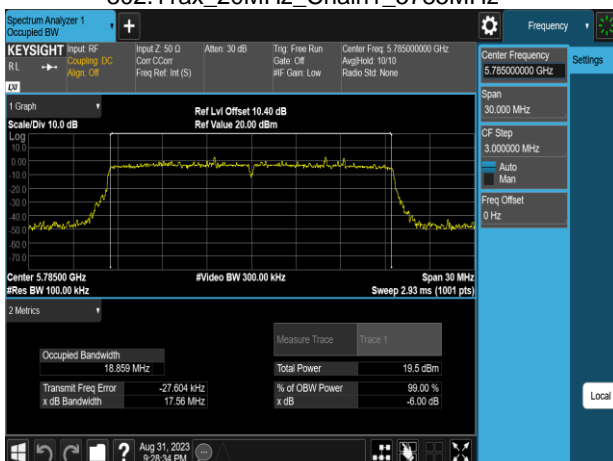 802.11ax_20MHz_Chain1_5785MHz
Spectrum Analyzer 1
Occupied BW
Frequency
KEYSIGHT
RL
Input: RF
Coupling: DC
Align: Off
Input Z: 50 Ω
Corr CCorr
Freq Ref: Int (S)
Atten: 30 dB
Trig: Free Run
Gate: Off
#IF Gain: Low
Center Freq: 5.785000000 GHz
Avg|Hold: 10/10
Radio Std: None
Center Frequency
5.785000000 GHz
Settings
Span
30.000 MHz
CF Step
3.000000 MHz
Auto
Man
Freq Offset
0 Hz
Local
1 Graph
Scale/Div 10.0 dB
Ref Lvl Offset 10.40 dB
Ref Value 20.00 dBm
Log
10.0
0.00
-10.0
-20.0
-30.0
-40.0
-50.0
-60.0
-70.0
Center 5.78500 GHz
#Video BW 300.00 kHz
Span 30 MHz
#Res BW 100.00 kHz
Sweep 2.93 ms (1001 pts)
2 Metrics
Measure Trace
Trace 1
Occupied Bandwidth
18.859 MHz
Total Power
19.5 dBm
Transmit Freq Error
-27.604 kHz
% of OBW Power
99.00 %
x dB Bandwidth
17.56 MHz
x dB
-6.00 dB
Aug 31, 2023
9:28:34 PM